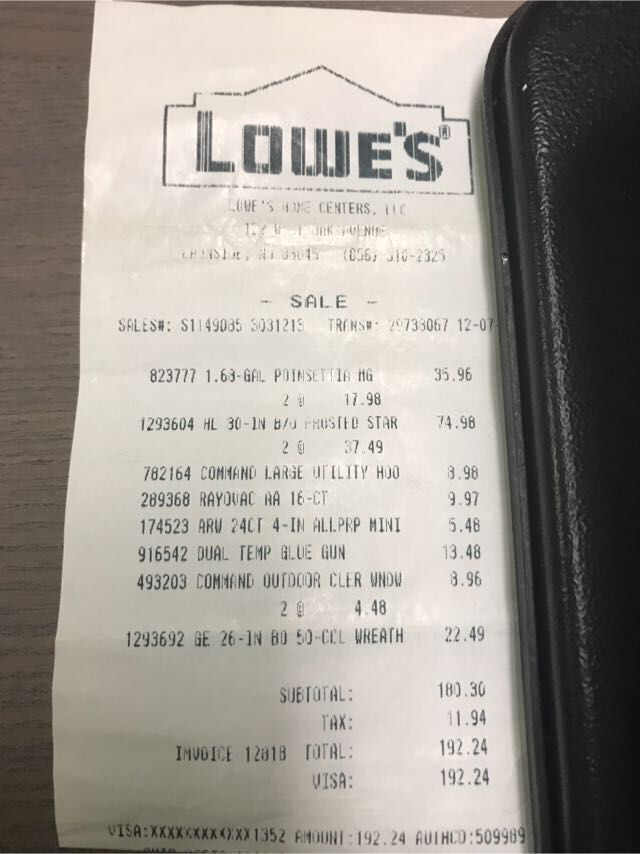 LOWE'S®
LOWE'S HOME CENTERS, LLC
- SALE -
SALES#: TRANS#: 29733067 12-07-
823777 1.63-GAL POINSETTIA MG 35.96
2 @ 17.98
1293604 HL 30-IN B/O FROSTED STAR 74.98
2 @ 37.49
782164 COMMAND LARGE UTILITY HOO 8.98
289368 RAYOVAC AA 16-CT 9.97
174523 ARW 24CT 4-IN ALLPRP MINI 5.48
916542 DUAL TEMP GLUE GUN 13.48
493203 COMMAND OUTDOOR CLER WNDW 8.96
2 @ 4.48
1293692 GE 26-IN BO 50-CCL WREATH 22.49
SUBTOTAL: 180.30
TAX: 11.94
INVOICE 12818 TOTAL: 192.24
VISA: 192.24
VISA:XXXXXXXXXXXX1352 AMOUNT:192.24 AUTHCD:509989